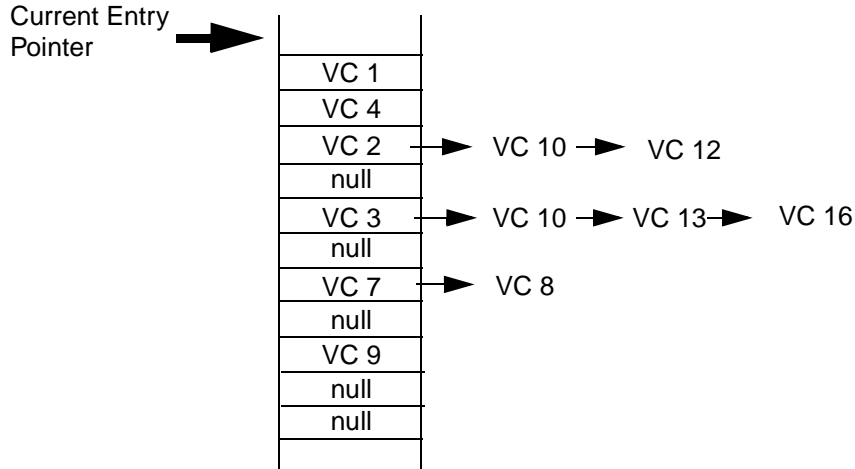 Current Entry
Pointer
VC 1
VC 4
VC 2 VC 10 VC 12
null
VC 3 VC 10 VC 13 VC 16
null
VC 7 VC 8
null
VC 9
null
null